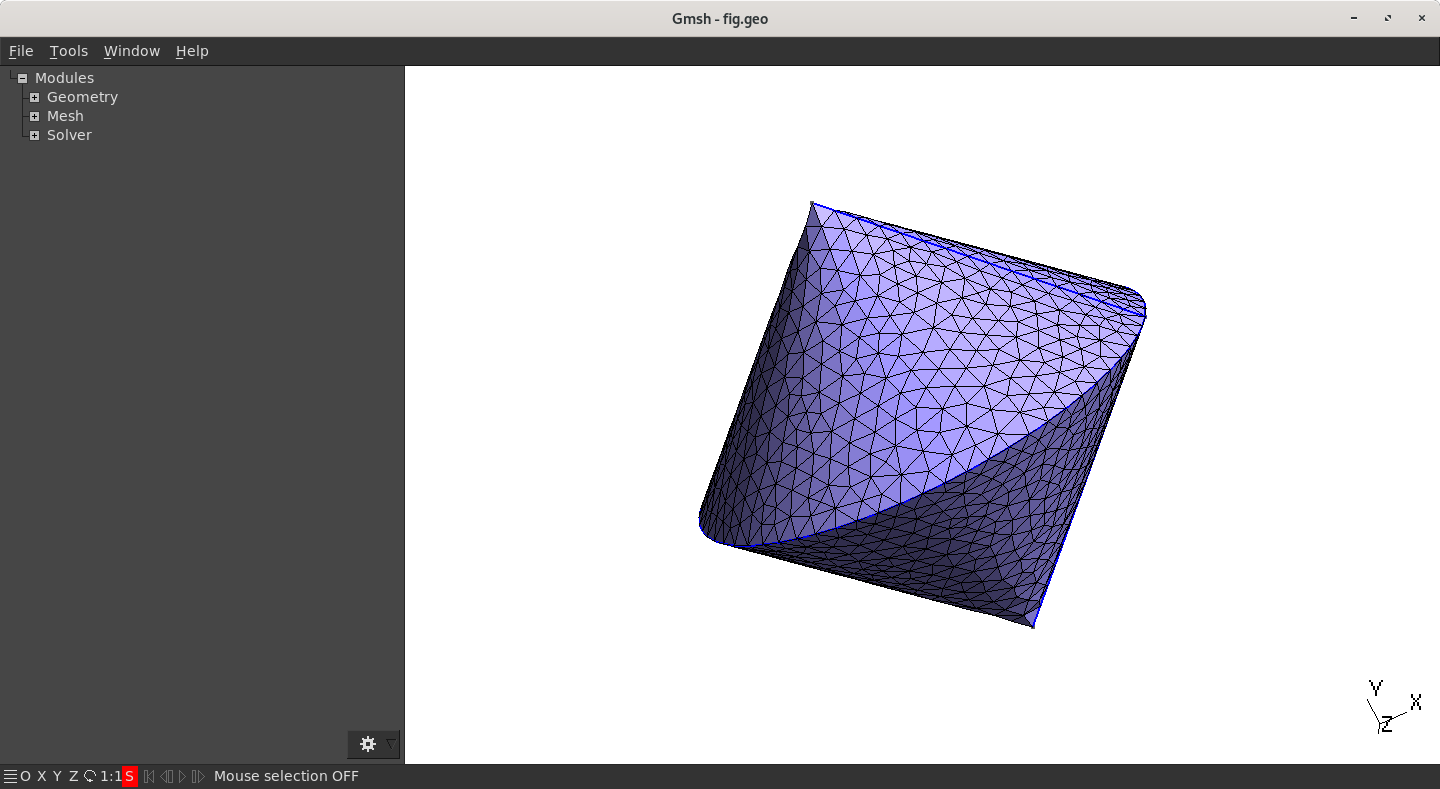 Gmsh - fig.geo
File Tools Window Help
Modules
Geometry
Mesh
Solver
Y
X
Z
O X Y Z 1:1 S Mouse selection OFF